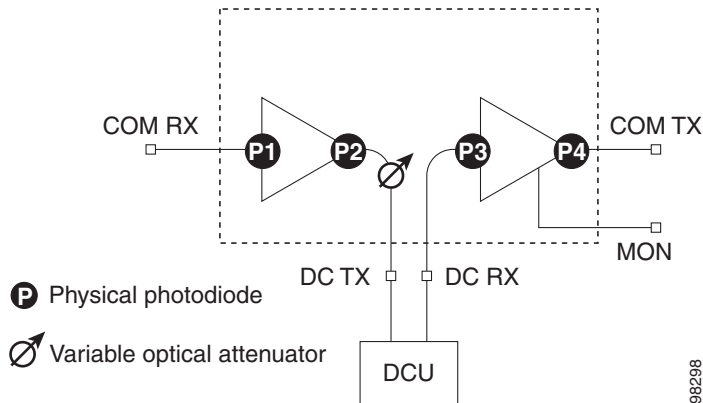 COM RX
P1
P2
P3
P4
COM TX
MON
DC TX
DC RX
P Physical photodiode
Variable optical attenuator
DCU
98298